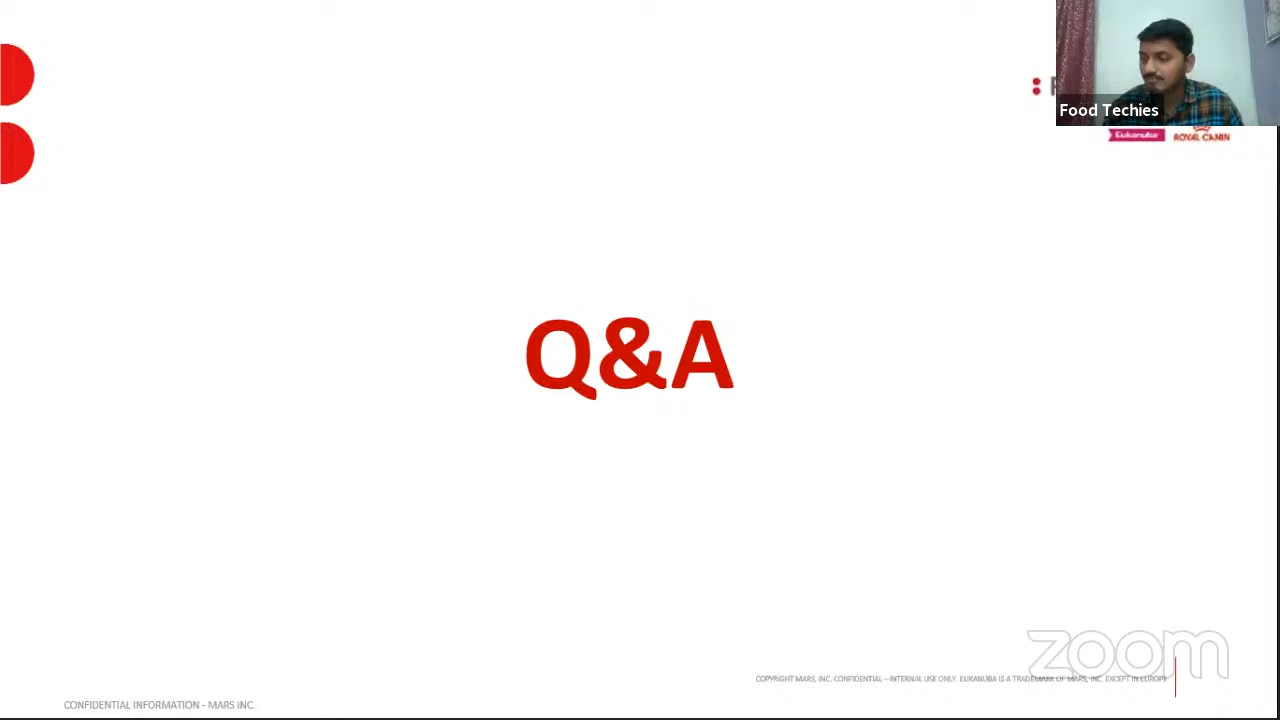 Food Techies
Eukanuba ROYAL CANIN
Q&A
zoom
COPYRIGHT MARS, INC. CONFIDENTIAL – INTERNAL USE ONLY. EUKANUBA IS A TRADEMARK OF MARS, INC. EXCEPT IN EUROPE
CONFIDENTIAL INFORMATION - MARS INC.